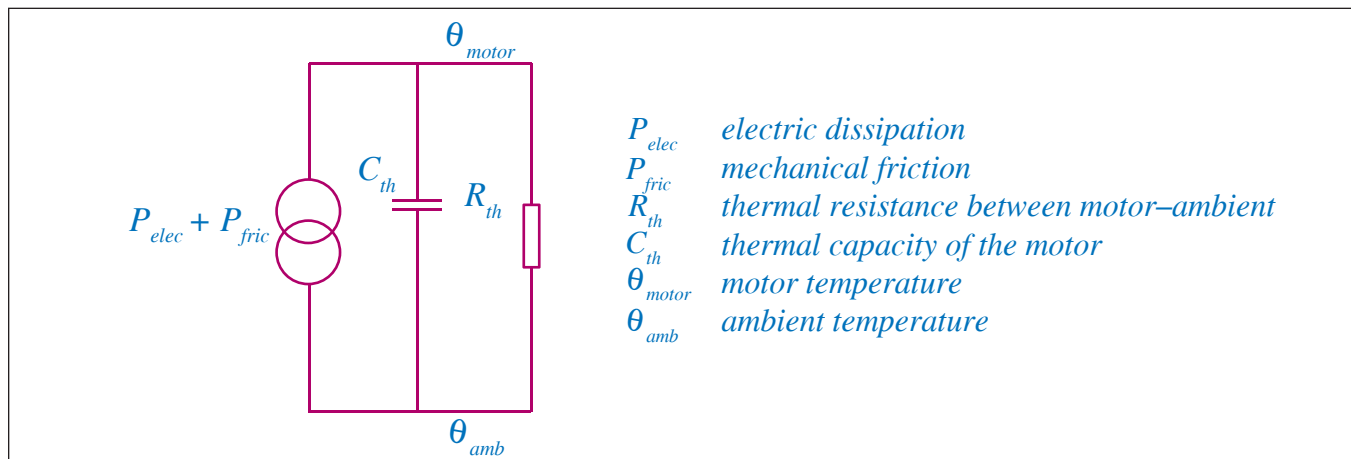 θmotor
Cth
Rth
Pelec + Pfric
θamb
Pelec electric dissipation
Pfric mechanical friction
Rth thermal resistance between motor–ambient
Cth thermal capacity of the motor
θmotor motor temperature
θamb ambient temperature